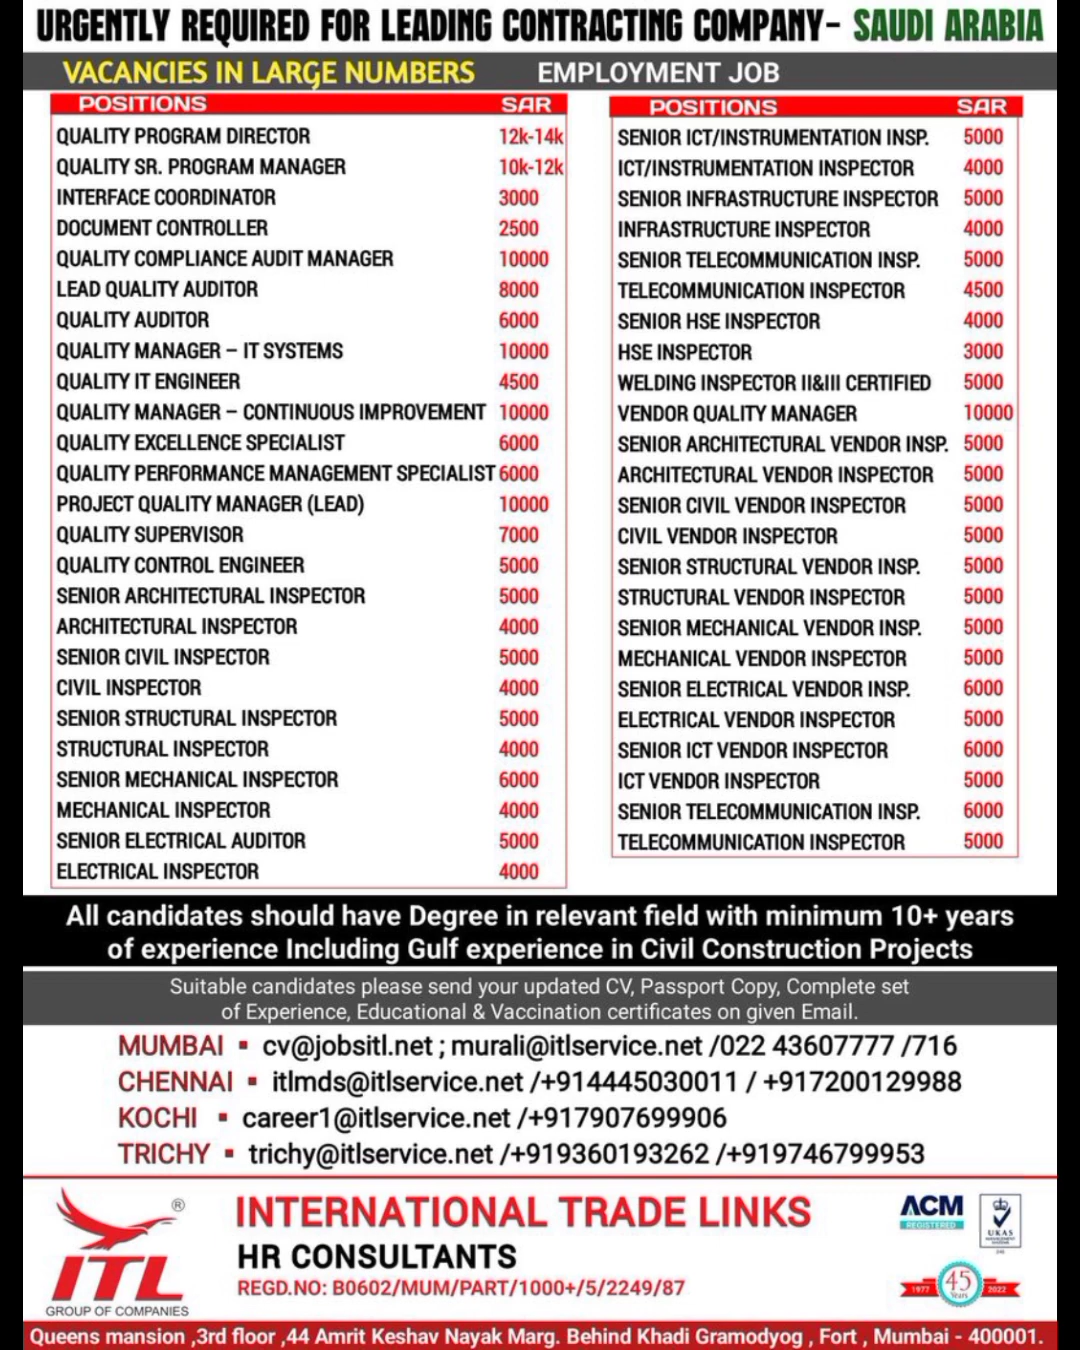 URGENTLY REQUIRED FOR LEADING CONTRACTING COMPANY- SAUDI ARABIA
VACANCIES IN LARGE NUMBERS EMPLOYMENT JOB
POSITIONS SAR
QUALITY PROGRAM DIRECTOR 12k-14k
QUALITY SR. PROGRAM MANAGER 10k-12k
INTERFACE COORDINATOR 3000
DOCUMENT CONTROLLER 2500
QUALITY COMPLIANCE AUDIT MANAGER 10000
LEAD QUALITY AUDITOR 8000
QUALITY AUDITOR 6000
QUALITY MANAGER – IT SYSTEMS 10000
QUALITY IT ENGINEER 4500
QUALITY MANAGER – CONTINUOUS IMPROVEMENT 10000
QUALITY EXCELLENCE SPECIALIST 6000
QUALITY PERFORMANCE MANAGEMENT SPECIALIST 6000
PROJECT QUALITY MANAGER (LEAD) 10000
QUALITY SUPERVISOR 7000
QUALITY CONTROL ENGINEER 5000
SENIOR ARCHITECTURAL INSPECTOR 5000
ARCHITECTURAL INSPECTOR 4000
SENIOR CIVIL INSPECTOR 5000
CIVIL INSPECTOR 4000
SENIOR STRUCTURAL INSPECTOR 5000
STRUCTURAL INSPECTOR 4000
SENIOR MECHANICAL INSPECTOR 6000
MECHANICAL INSPECTOR 4000
SENIOR ELECTRICAL AUDITOR 5000
ELECTRICAL INSPECTOR 4000
POSITIONS SAR
SENIOR ICT/INSTRUMENTATION INSP. 5000
ICT/INSTRUMENTATION INSPECTOR 4000
SENIOR INFRASTRUCTURE INSPECTOR 5000
INFRASTRUCTURE INSPECTOR 4000
SENIOR TELECOMMUNICATION INSP. 5000
TELECOMMUNICATION INSPECTOR 4500
SENIOR HSE INSPECTOR 4000
HSE INSPECTOR 3000
WELDING INSPECTOR II&III CERTIFIED 5000
VENDOR QUALITY MANAGER 10000
SENIOR ARCHITECTURAL VENDOR INSP. 5000
ARCHITECTURAL VENDOR INSPECTOR 5000
SENIOR CIVIL VENDOR INSPECTOR 5000
CIVIL VENDOR INSPECTOR 5000
SENIOR STRUCTURAL VENDOR INSP. 5000
STRUCTURAL VENDOR INSPECTOR 5000
SENIOR MECHANICAL VENDOR INSP. 5000
MECHANICAL VENDOR INSPECTOR 5000
SENIOR ELECTRICAL VENDOR INSP. 6000
ELECTRICAL VENDOR INSPECTOR 5000
SENIOR ICT VENDOR INSPECTOR 6000
ICT VENDOR INSPECTOR 5000
SENIOR TELECOMMUNICATION INSP. 6000
TELECOMMUNICATION INSPECTOR 5000
All candidates should have Degree in relevant field with minimum 10+ years
of experience Including Gulf experience in Civil Construction Projects
Suitable candidates please send your updated CV, Passport Copy, Complete set
of Experience, Educational & Vaccination certificates on given Email.
MUMBAI ▪ cv@jobsitl.net ; murali@itlservice.net /022 43607777 /716
CHENNAI ▪ itlmds@itlservice.net /+914445030011 / +917200129988
KOCHI ▪ career1@itlservice.net /+917907699906
TRICHY ▪ trichy@itlservice.net /+919360193262 /+919746799953
®
ITL
GROUP OF COMPANIES
INTERNATIONAL TRADE LINKS
HR CONSULTANTS
REGD.NO: B0602/MUM/PART/1000+/5/2249/87
ACM
REGISTERED
UKAS
MANAGEMENT
SYSTEMS
1977 45 Years 2022
Queens mansion ,3rd floor ,44 Amrit Keshav Nayak Marg. Behind Khadi Gramodyog , Fort , Mumbai - 400001.